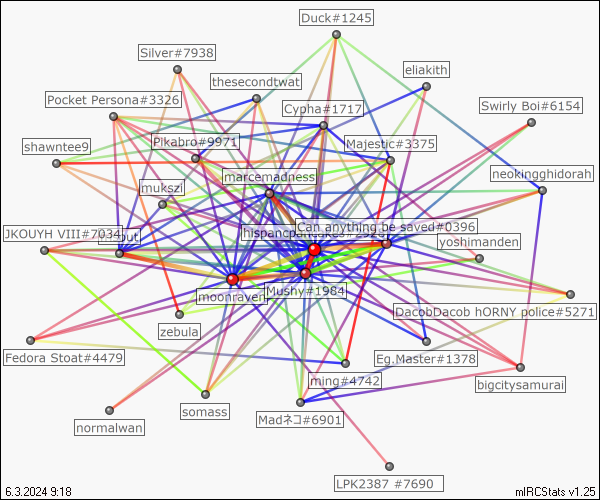 Duck#1245
Silver#7938
eliakith
thesecondtwat
Pocket Persona#3326
Cypha#1717
Swirly Boi#6154
Pikabro#9971
Majestic#3375
shawntee9
marcemadness
neokingghidorah
mukszi
Can anything be saved#0396
JKOUYH VIII#7034
yoshimanden
moonraven
Mushy#1984
DacobDacob hORNY police#5271
zebula
Fedora Stoat#4479
Eg.Master#1378
ming#4742
bigcitysamurai
somass
Madネコ#6901
normalwan
LPK2387 #7690
6.3.2024 9:18
mIRCStats v1.25